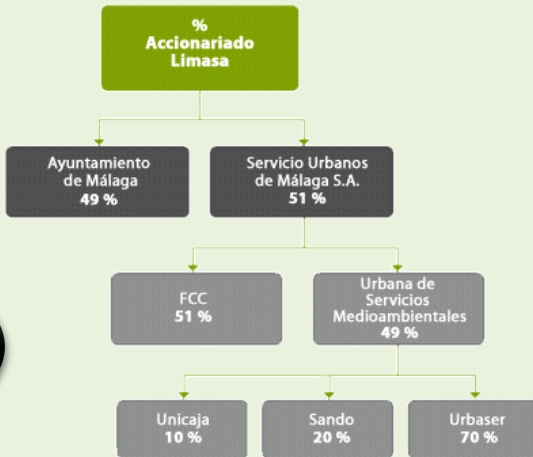 %
Accionariado
Limasa
Ayuntamiento
de Málaga
49 %
Servicio Urbanos
de Málaga S.A.
51 %
FCC
51 %
Urbana de
Servicios
Medioambientales
49 %
Unicaja
10 %
Sando
20 %
Urbaser
70 %